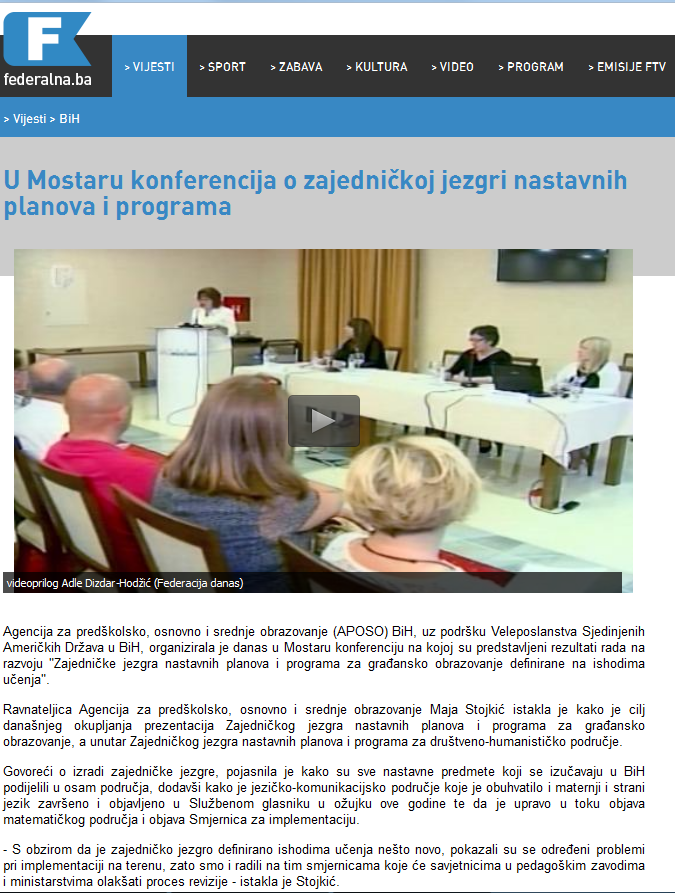 F
federalna.ba
> VIJESTI > SPORT > ZABAVA > KULTURA > VIDEO > PROGRAM > EMISIJE FTV
> Vijesti > BiH
U Mostaru konferencija o zajedničkoj jezgri nastavnih
planova i programa
videoprilog Adle Dizdar-Hodžić (Federacija danas)
Agencija za predškolsko, osnovno i srednje obrazovanje (APOSO) BiH, uz podršku Veleposlanstva Sjedinjenih
Američkih Država u BiH, organizirala je danas u Mostaru konferenciju na kojoj su predstavljeni rezultati rada na
razvoju "Zajedničke jezgra nastavnih planova i programa za građansko obrazovanje definirane na ishodima
učenja".
Ravnateljica Agencija za predškolsko, osnovno i srednje obrazovanje Maja Stojkić istakla je kako je cilj
današnjeg okupljanja prezentacija Zajedničkog jezgra nastavnih planova i programa za građansko
obrazovanje, a unutar Zajedničkog jezgra nastavnih planova i programa za društveno-humanističko područje.
Govoreći o izradi zajedničke jezgre, pojasnila je kako su sve nastavne predmete koji se izučavaju u BiH
podijelili u osam područja, dodavši kako je jezičko-komunikacijsko područje koje je obuhvatilo i maternji i strani
jezik završeno i objavljeno u Službenom glasniku u ožujku ove godine te da je upravo u toku objava
matematičkog područja i objava Smjernica za implementaciju.
- S obzirom da je zajedničko jezgro definirano ishodima učenja nešto novo, pokazali su se određeni problemi
pri implementaciji na terenu, zato smo i radili na tim smjernicama koje će savjetnicima u pedagoškim zavodima
i ministarstvima olakšati proces revizije - istakla je Stojkić.